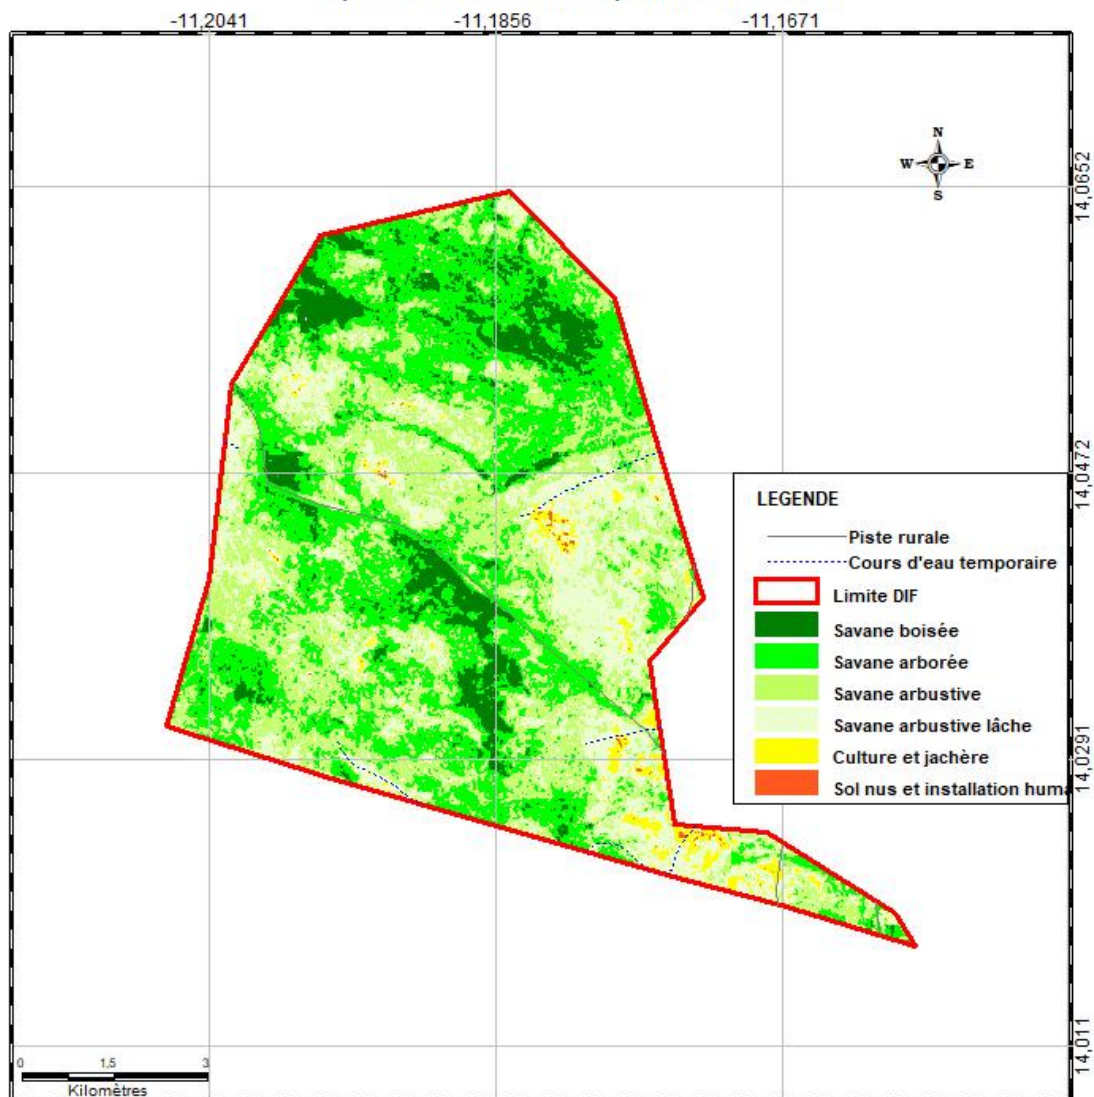 -11,2041 -11,1856 -11,1671
N
W E
S
14,0652
14,0472
LEGENDE
Piste rurale
Cours d'eau temporaire
Limite DIF
Savane boisée
Savane arborée
Savane arbustive
Savane arbustive lâche
Culture et jachère
Sol nus et installation huma
14,0291
14,011
0 1,5 3
Kilomètres